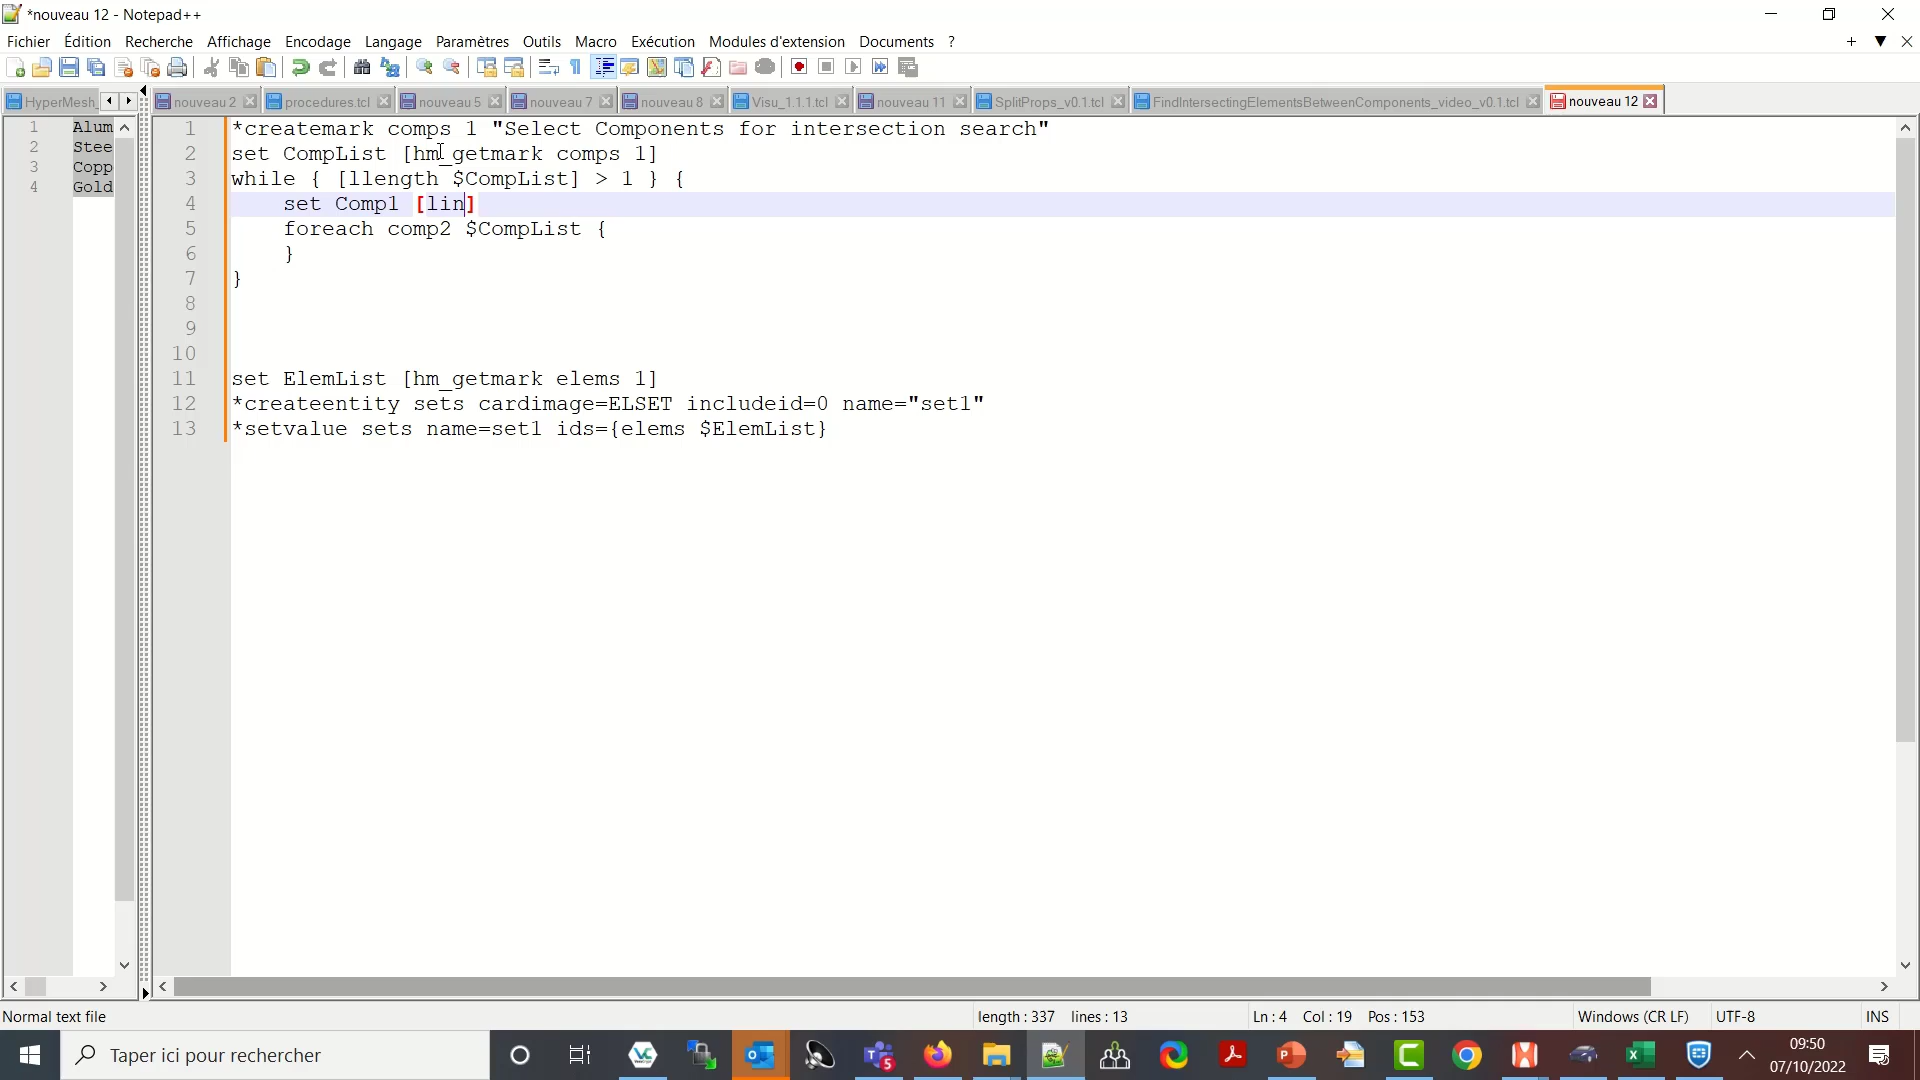 *nouveau 12 - Notepad++
Fichier Édition Recherche Affichage Encodage Langage Paramètres Outils Macro Exécution Modules d'extension Documents ?
HyperMesh_ nouveau 2 procedures.tcl nouveau 5 nouveau 7 nouveau 8 Visu_1.1.1.tcl nouveau 11 SplitProps_v0.1.tcl FindIntersectingElementsBetweenComponents_video_v0.1.tcl nouveau 12
1 Alum
2 Stee
3 Copp
4 Gold
1 *createmark comps 1 "Select Components for intersection search"
2 set CompList [hm_getmark comps 1]
3 while { [llength $CompList] > 1 } {
4 set Comp1 [lin]
5 foreach comp2 $CompList {
6 }
7 }
8
9
10
11 set ElemList [hm_getmark elems 1]
12 *createentity sets cardimage=ELSET includeid=0 name="set1"
13 *setvalue sets name=set1 ids={elems $ElemList}
Normal text file length : 337 lines : 13 Ln : 4 Col : 19 Pos : 153 Windows (CR LF) UTF-8 INS
Taper ici pour rechercher
09:50
07/10/2022